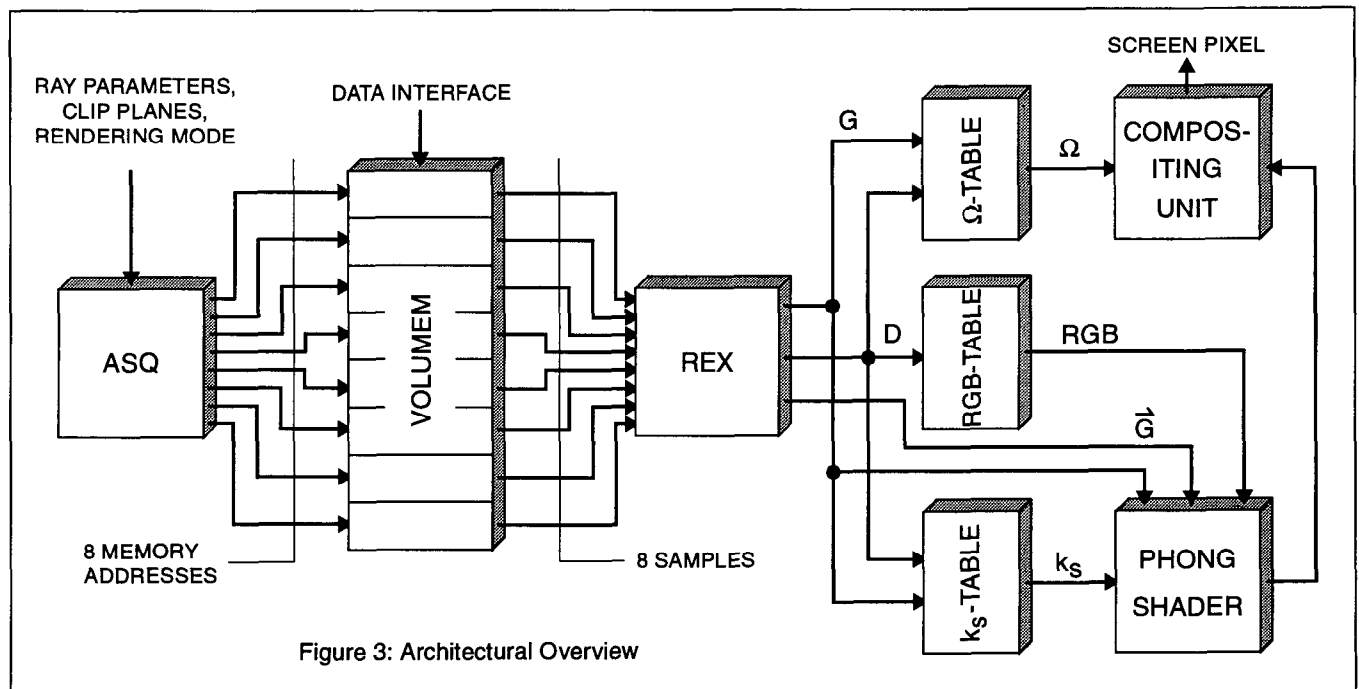 RAY PARAMETERS,
CLIP PLANES,
RENDERING MODE
DATA INTERFACE
SCREEN PIXEL
ASQ
VOLUMEM
REX
8 MEMORY
ADDRESSES
8 SAMPLES
G
D
G⃗
Ω-TABLE
Ω
COMPOS-
ITING
UNIT
RGB-TABLE
RGB
kS-TABLE
kS
PHONG
SHADER
Figure 3: Architectural Overview